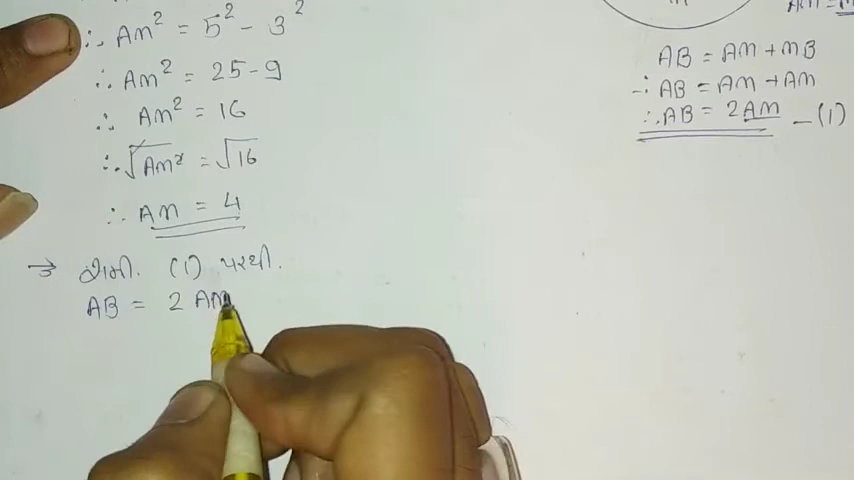 ∴ Am² = 5² - 3²
∴ Am² = 25 - 9
∴ Am² = 16
∴ √Am² = √16
∴ Am = 4
→ (1) પરથી.
AB = 2 Am
AB = Am + mB
∴ AB = Am + Am
∴ AB = 2Am — (1)